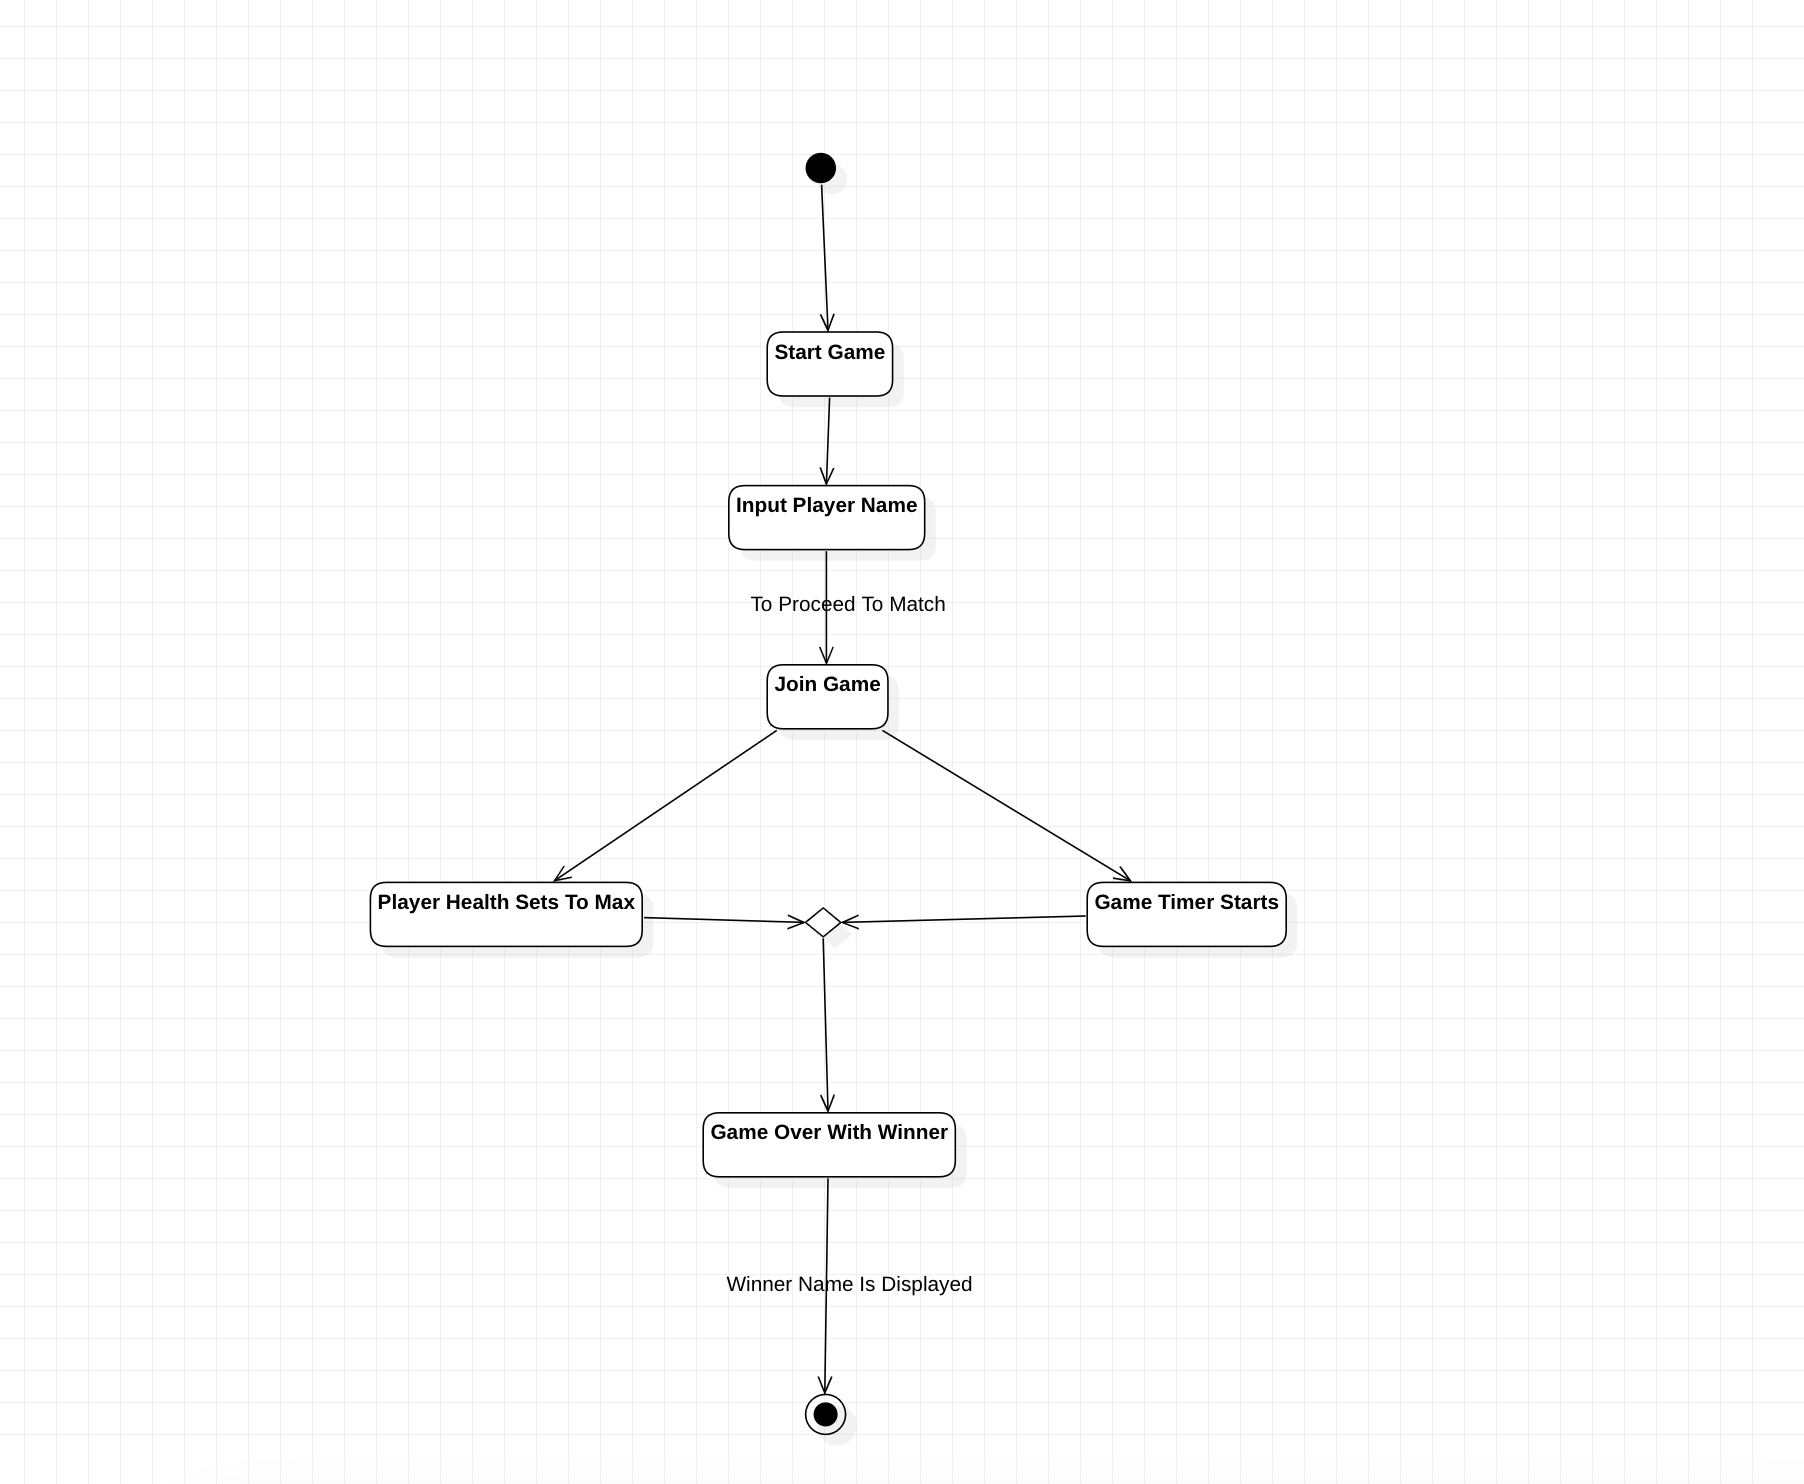 Start Game
Input Player Name
To Proceed To Match
Join Game
Player Health Sets To Max
Game Timer Starts
Game Over With Winner
Winner Name Is Displayed